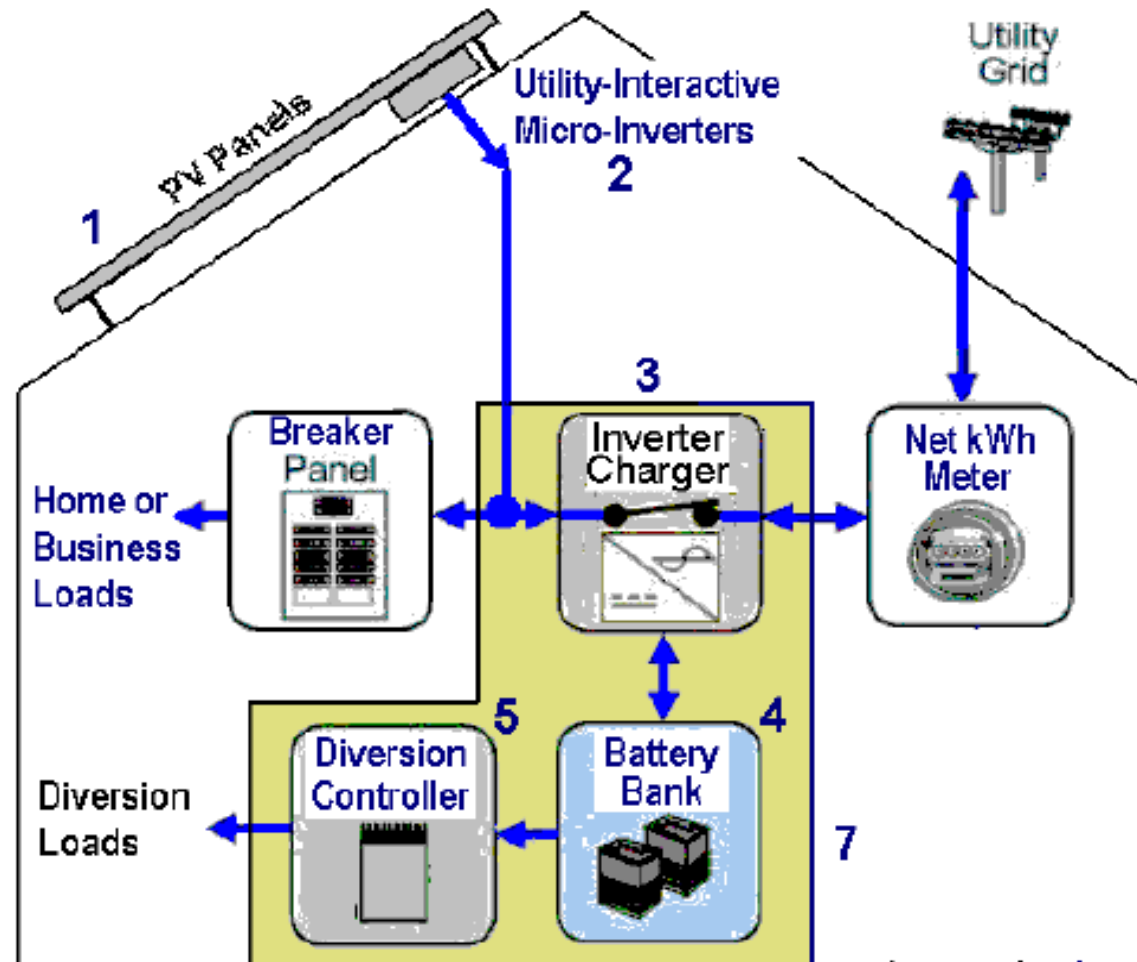 Utility
Grid
Utility-Interactive
Micro-Inverters
2
PV Panels
1
3
Breaker
Panel
Inverter
Charger
Net kWh
Meter
Home or
Business
Loads
5
4
Diversion
Controller
Battery
Bank
Diversion
Loads
7